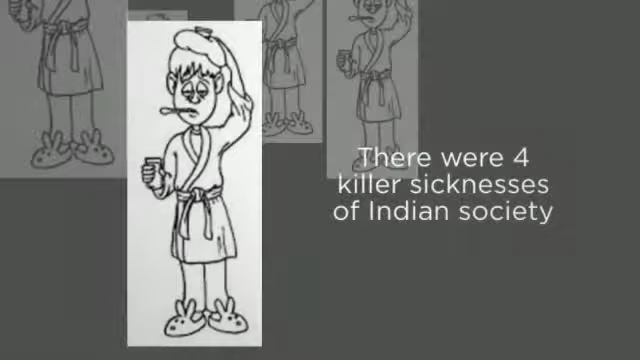 There were 4
killer sicknesses
of Indian society